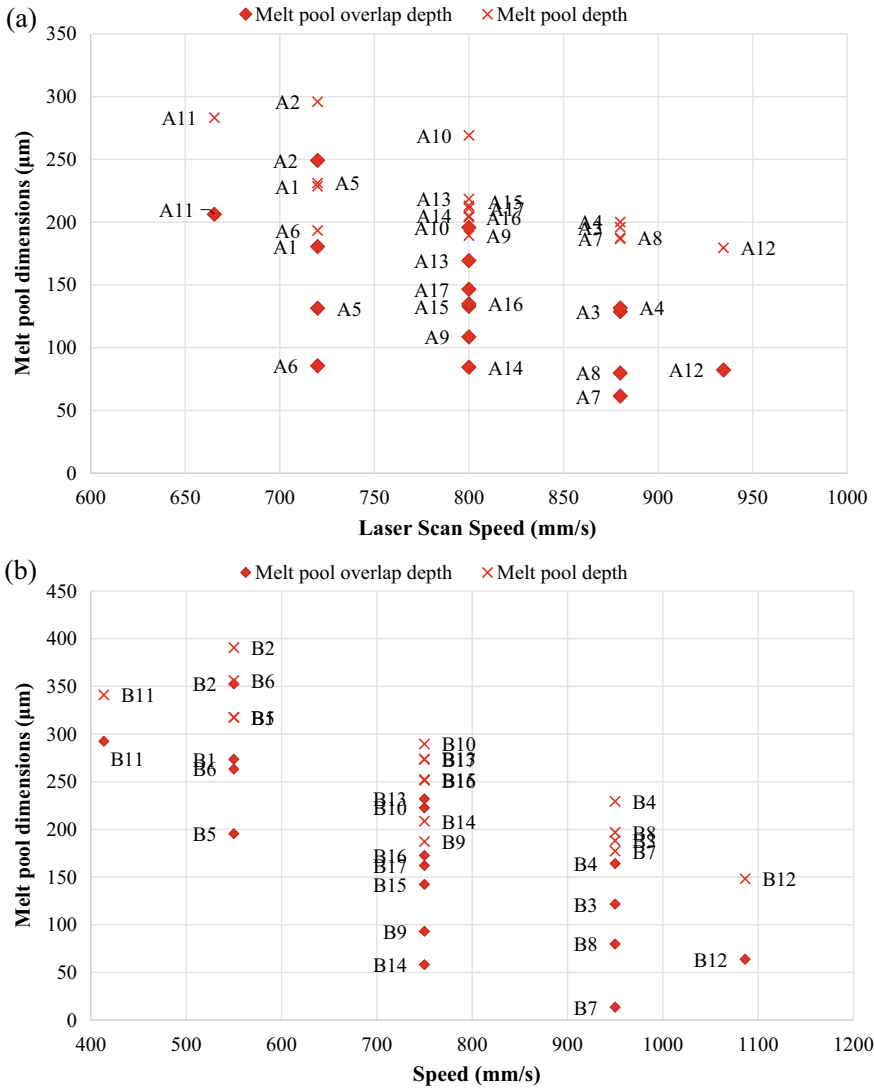 (a)
Melt pool overlap depth
Melt pool depth
350
300
250
200
150
100
50
0
Melt pool dimensions (µm)
A11
A11
A2
A2
A1
A5
A6
A1
A5
A6
A10
A13
A15
A17
A14
A16
A10
A9
A13
A17
A15
A16
A9
A14
A4
A3
A7
A8
A3
A4
A8
A7
A12
A12
600
650
700
750
800
850
900
950
1000
Laser Scan Speed (mm/s)
(b)
Melt pool overlap depth
Melt pool depth
450
400
350
300
250
200
150
100
50
0
Melt pool dimensions (µm)
B11
B11
B2
B2
B6
B1
B5
B1
B6
B5
B10
B13
B17
B15
B16
B13
B10
B14
B9
B16
B17
B15
B9
B14
B4
B8
B3
B7
B4
B3
B8
B7
B12
B12
400
500
600
700
800
900
1000
1100
1200
Speed (mm/s)